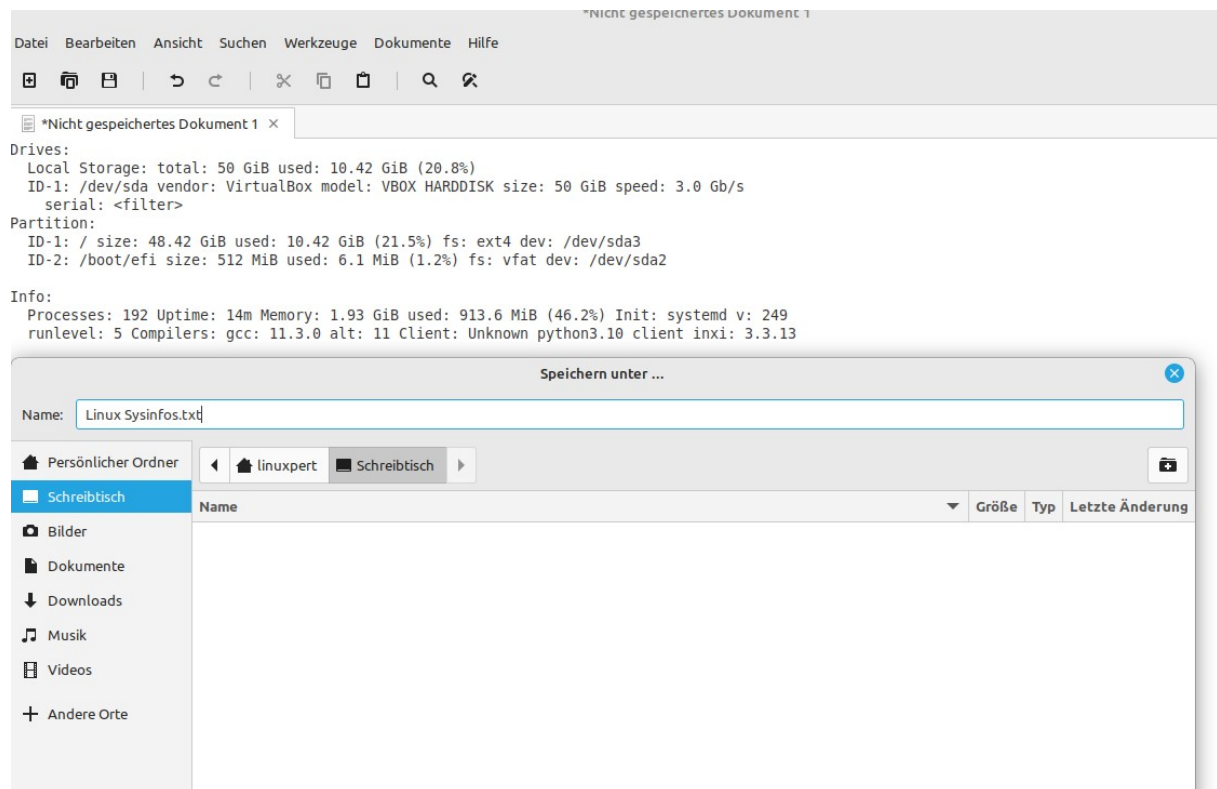 *Nicht gespeichertes Dokument 1
Datei Bearbeiten Ansicht Suchen Werkzeuge Dokumente Hilfe
*Nicht gespeichertes Dokument 1
Drives:
Local Storage: total: 50 GiB used: 10.42 GiB (20.8%)
ID-1: /dev/sda vendor: VirtualBox model: VBOX HARDDISK size: 50 GiB speed: 3.0 Gb/s
serial: <filter>
Partition:
ID-1: / size: 48.42 GiB used: 10.42 GiB (21.5%) fs: ext4 dev: /dev/sda3
ID-2: /boot/efi size: 512 MiB used: 6.1 MiB (1.2%) fs: vfat dev: /dev/sda2
Info:
Processes: 192 Uptime: 14m Memory: 1.93 GiB used: 913.6 MiB (46.2%) Init: systemd v: 249
runlevel: 5 Compilers: gcc: 11.3.0 alt: 11 Client: Unknown python3.10 client inxi: 3.3.13
Speichern unter ...
Name: Linux Sysinfos.txt
Persönlicher Ordner
linuxpert Schreibtisch
Schreibtisch
Name Größe Typ Letzte Änderung
Bilder
Dokumente
Downloads
Musik
Videos
Andere Orte